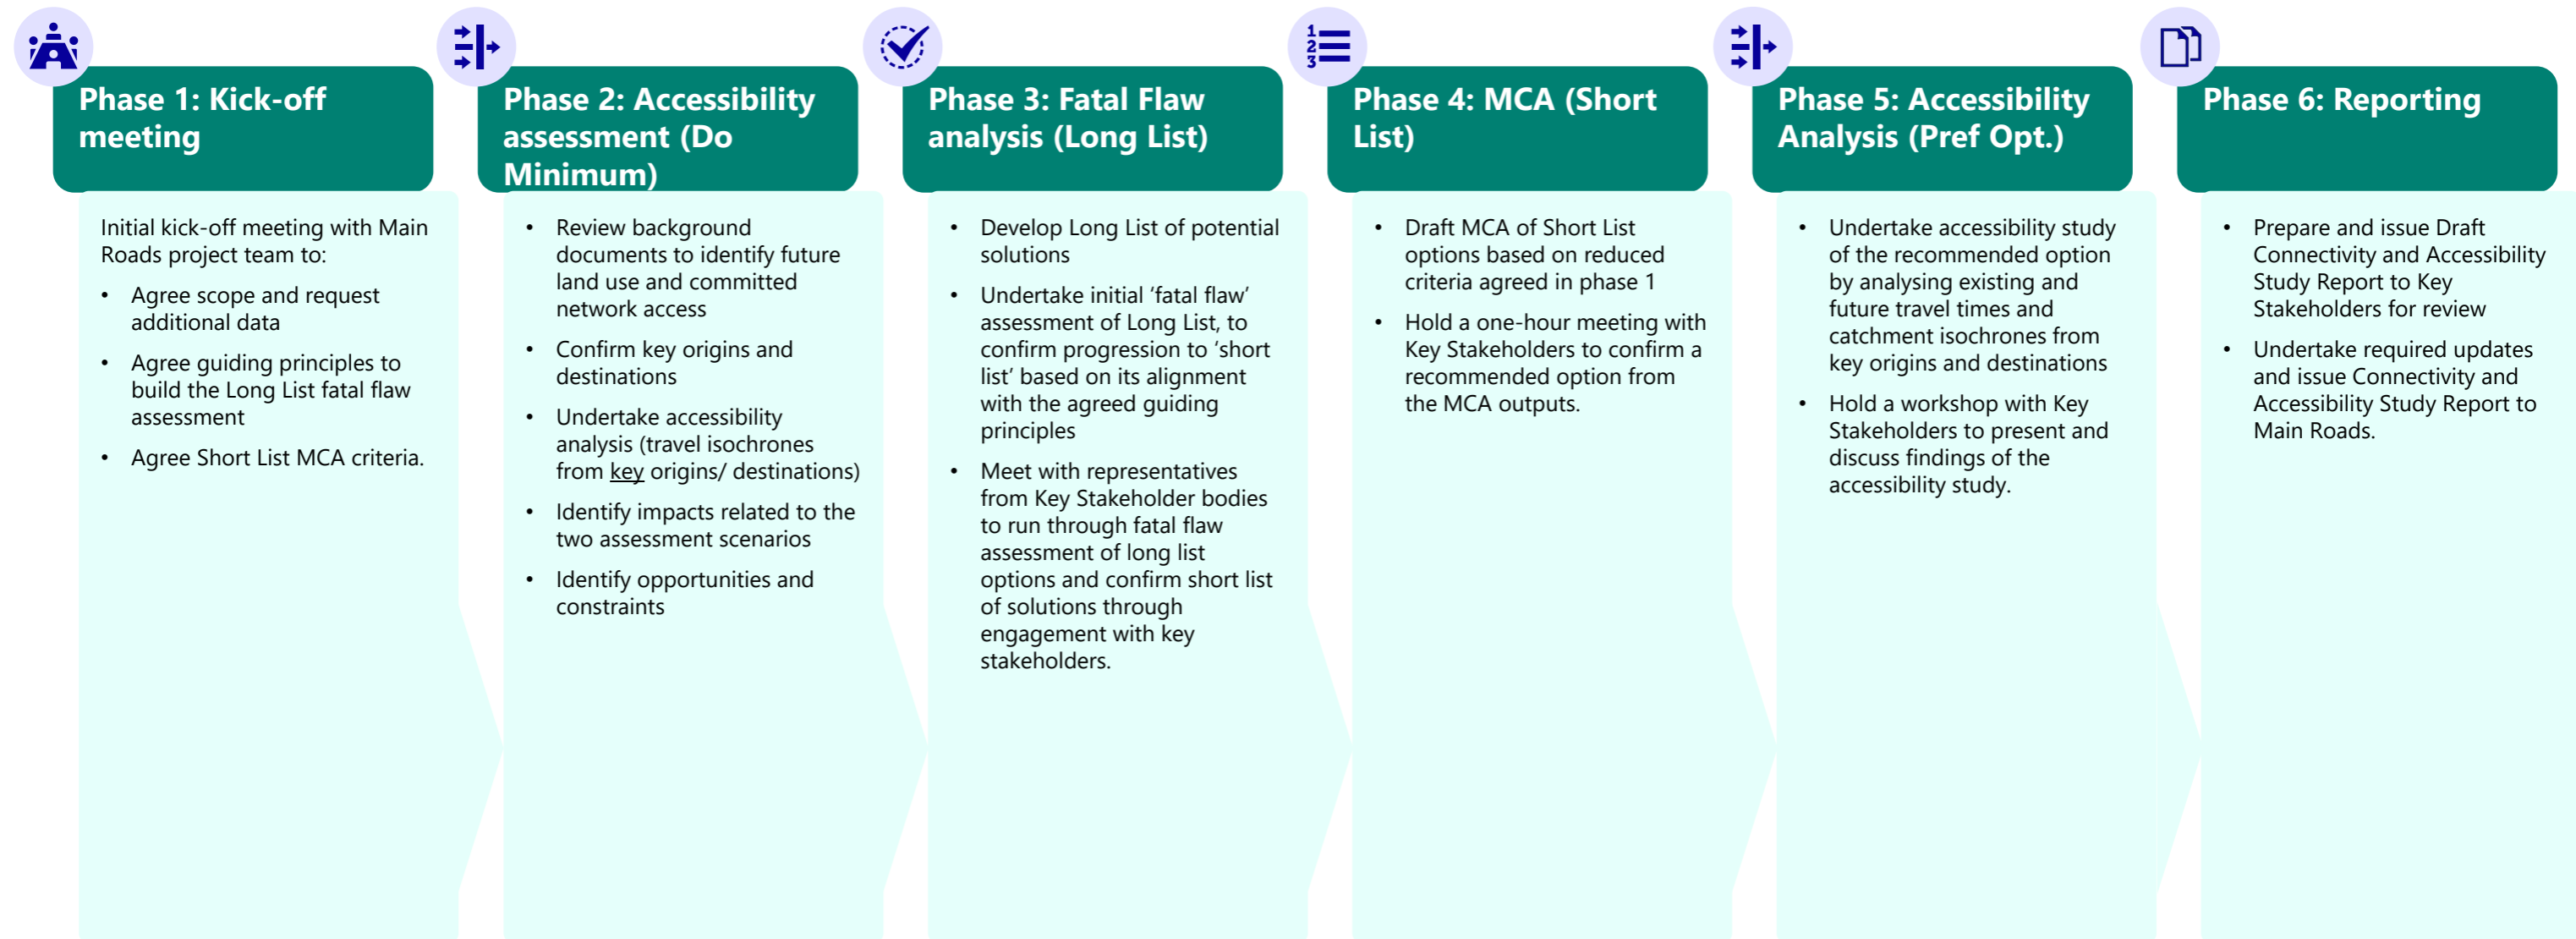 Phase 1: Kick-off
meeting
Initial kick-off meeting with Main
Roads project team to:
• Agree scope and request
additional data
• Agree guiding principles to
build the Long List fatal flaw
assessment
• Agree Short List MCA criteria.
Phase 2: Accessibility
assessment (Do
Minimum)
• Review background
documents to identify future
land use and committed
network access
• Confirm key origins and
destinations
• Undertake accessibility
analysis (travel isochrones
from key origins/ destinations)
• Identify impacts related to the
two assessment scenarios
• Identify opportunities and
constraints
Phase 3: Fatal Flaw
analysis (Long List)
• Develop Long List of potential
solutions
• Undertake initial ‘fatal flaw’
assessment of Long List, to
confirm progression to ‘short
list’ based on its alignment
with the agreed guiding
principles
• Meet with representatives
from Key Stakeholder bodies
to run through fatal flaw
assessment of long list
options and confirm short list
of solutions through
engagement with key
stakeholders.
1
2
3
Phase 4: MCA (Short
List)
• Draft MCA of Short List
options based on reduced
criteria agreed in phase 1
• Hold a one-hour meeting with
Key Stakeholders to confirm a
recommended option from
the MCA outputs.
Phase 5: Accessibility
Analysis (Pref Opt.)
• Undertake accessibility study
of the recommended option
by analysing existing and
future travel times and
catchment isochrones from
key origins and destinations
• Hold a workshop with Key
Stakeholders to present and
discuss findings of the
accessibility study.
Phase 6: Reporting
• Prepare and issue Draft
Connectivity and Accessibility
Study Report to Key
Stakeholders for review
• Undertake required updates
and issue Connectivity and
Accessibility Study Report to
Main Roads.